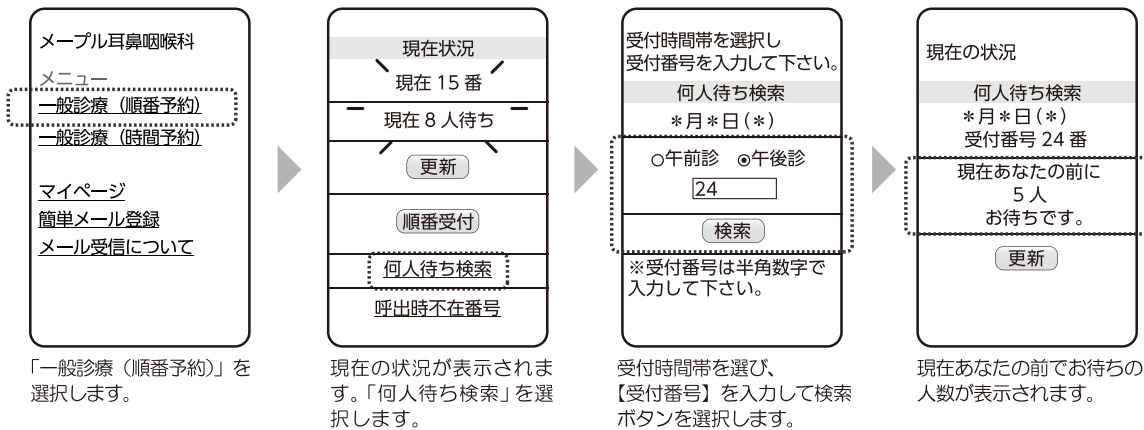 メープル耳鼻咽喉科
メニュー
一般診療（順番予約）
一般診療（時間予約）
マイページ
簡単メール登録
メール受信について
「一般診療（順番予約）」を
選択します。
現在状況
現在 15 番
現在 8 人待ち
更新
順番受付
何人待ち検索
呼出時不在番号
現在の状況が表示されま
す。「何人待ち検索」を選
択します。
受付時間帯を選択し
受付番号を入力して下さい。
何人待ち検索
＊月＊日(＊)
○午前診 ◉午後診
24
検索
※受付番号は半角数字で
入力して下さい。
受付時間帯を選び、
【受付番号】を入力して検索
ボタンを選択します。
現在の状況
何人待ち検索
＊月＊日(＊)
受付番号 24 番
現在あなたの前に
5 人
お待ちです。
更新
現在あなたの前でお待ちの
人数が表示されます。